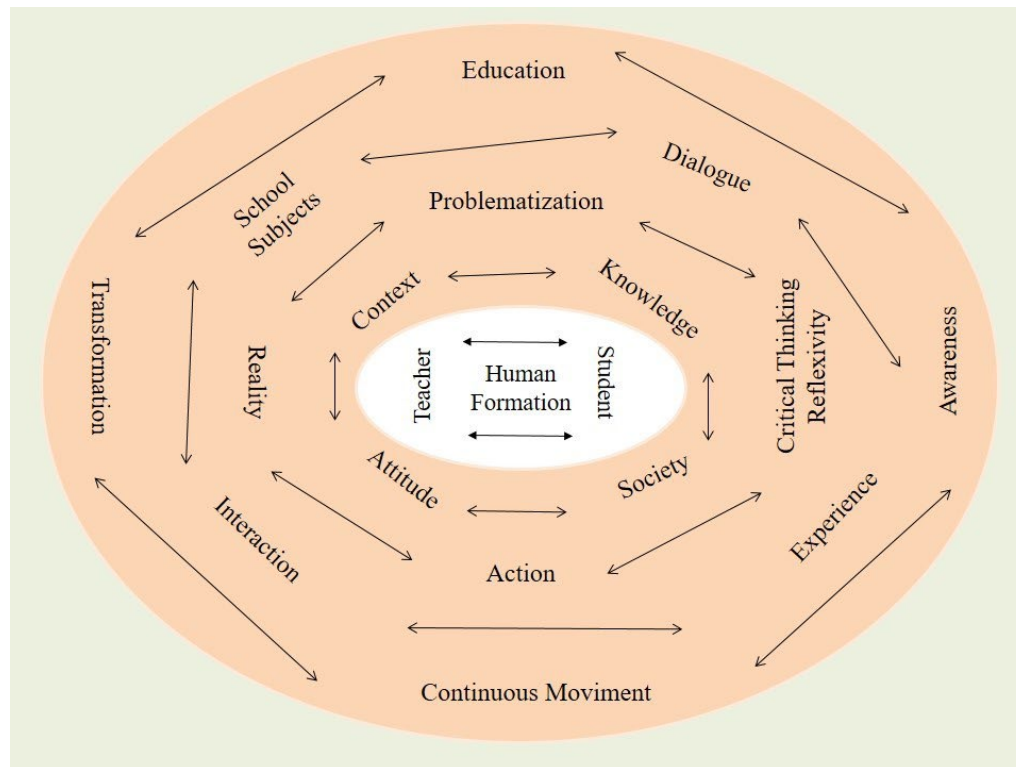 Education
Dialogue
School
Subjects
Problematization
Context
Knowledge
Transformation
Reality
Teacher
Human
Formation
Student
Critical Thinking
Reflexivity
Awareness
Attitude
Society
Interaction
Experience
Action
Continuous Moviment